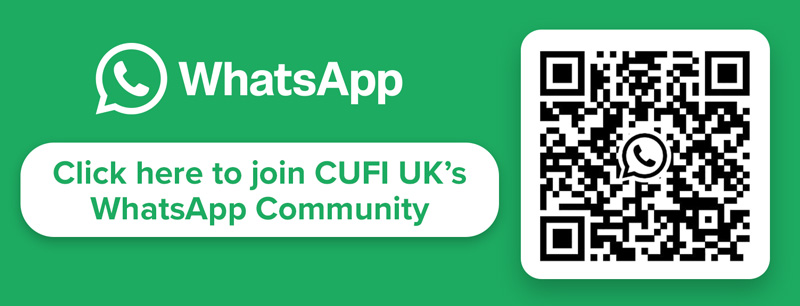 WhatsApp
Click here to join CUFI UK’s
WhatsApp Community